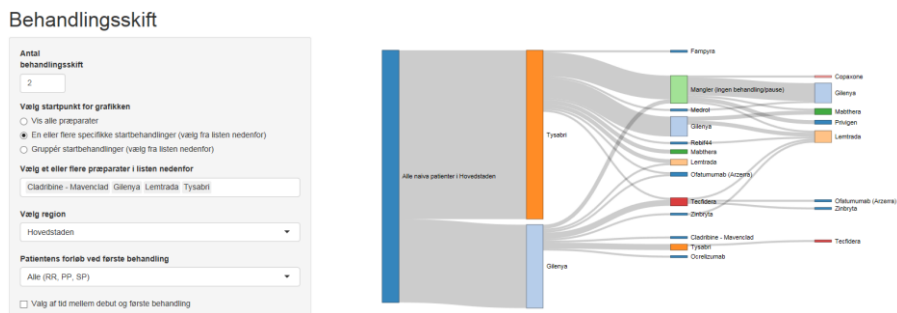 Behandlingsskift
Antal
behandlingsskift
2
Vælg startpunkt for grafikken
Vis alle præparater
En eller flere specifikke startbehandlinger (vælg fra listen nedenfor)
Gruppér startbehandlinger (vælg fra listen nedenfor)
Vælg et eller flere præparater i listen nedenfor
Cladribine - Mavenclad Gilenya Lemtrada Tysabri
Vælg region
Hovedstaden
Patientens forløb ved første behandling
Alle (RR, PP, SP)
Valg af tid mellem debut og første behandling
Alle naive patienter i Hovedstaden
Tysabri
Gilenya
Fampyra
Mangler (ingen behandling/pause)
Medrol
Gilenya
Rebif44
Mabthera
Lemtrada
Ofatumumab (Arzerra)
Tecfidera
Zinbryta
Cladribine - Mavenclad
Tysabri
Ocrelizumab
Copaxone
Gilenya
Mabthera
Privigen
Lemtrada
Ofatumumab (Arzerra)
Zinbryta
Tecfidera